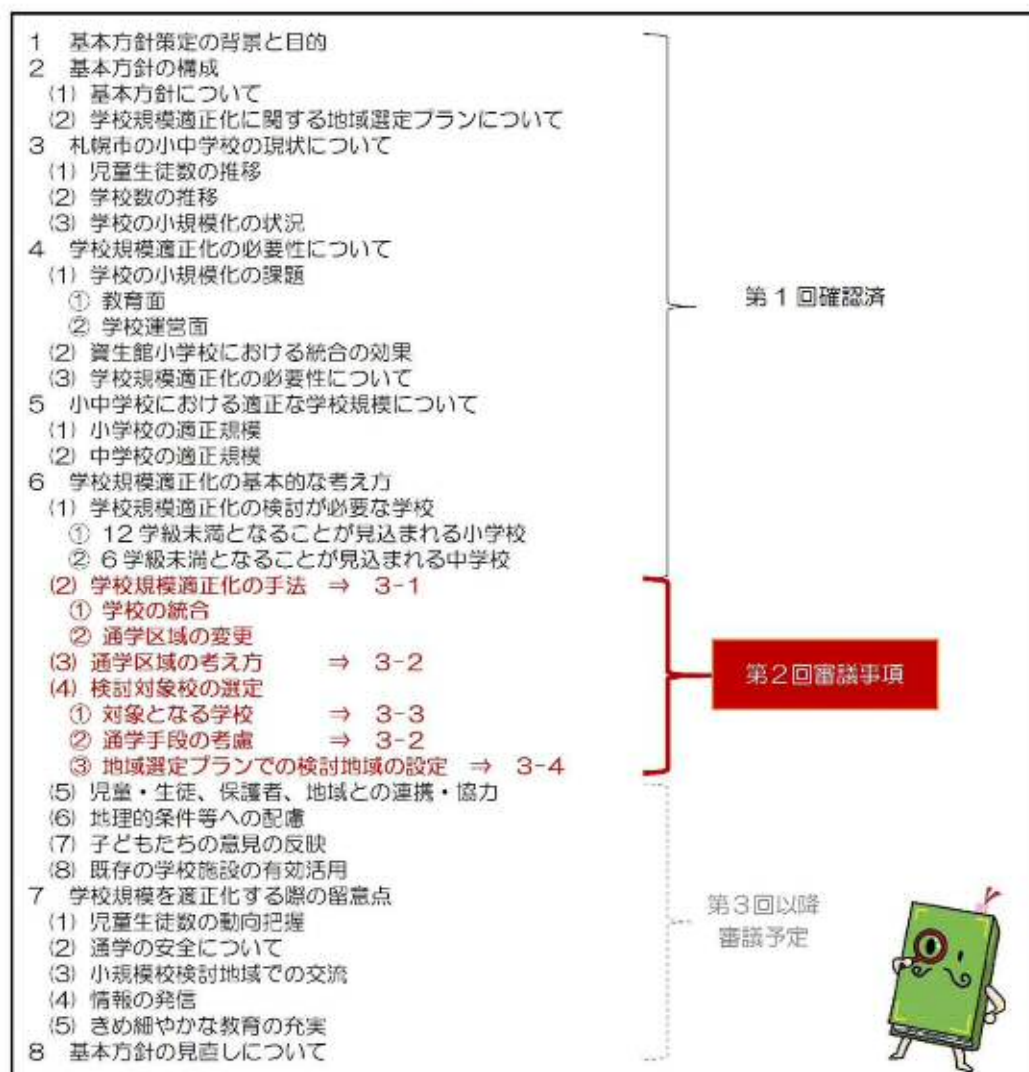 1 基本方針策定の背景と目的
2 基本方針の構成
(1) 基本方針について
(2) 学校規模適正化に関する地域選定プランについて
3 札幌市の小中学校の現状について
(1) 児童生徒数の推移
(2) 学校数の推移
(3) 学校の小規模化の状況
4 学校規模適正化の必要性について
(1) 学校の小規模化の課題
① 教育面
② 学校運営面
(2) 資生館小学校における統合の効果
(3) 学校規模適正化の必要性について
5 小中学校における適正な学校規模について
(1) 小学校の適正規模
(2) 中学校の適正規模
6 学校規模適正化の基本的な考え方
(1) 学校規模適正化の検討が必要な学校
① 12学級未満となることが見込まれる小学校
② 6学級未満となることが見込まれる中学校
第1回確認済
(2) 学校規模適正化の手法 ⇒ 3-1
① 学校の統合
② 通学区域の変更
(3) 通学区域の考え方 ⇒ 3-2
(4) 検討対象校の選定
① 対象となる学校 ⇒ 3-3
② 通学手段の考慮 ⇒ 3-2
③ 地域選定プランでの検討地域の設定 ⇒ 3-4
第2回審議事項
(5) 児童・生徒、保護者、地域との連携・協力
(6) 地理的条件等への配慮
(7) 子どもたちの意見の反映
(8) 既存の学校施設の有効活用
7 学校規模を適正化する際の留意点
(1) 児童生徒数の動向把握
(2) 通学の安全について
(3) 小規模校検討地域での交流
(4) 情報の発信
(5) きめ細やかな教育の充実
8 基本方針の見直しについて
第3回以降
審議予定